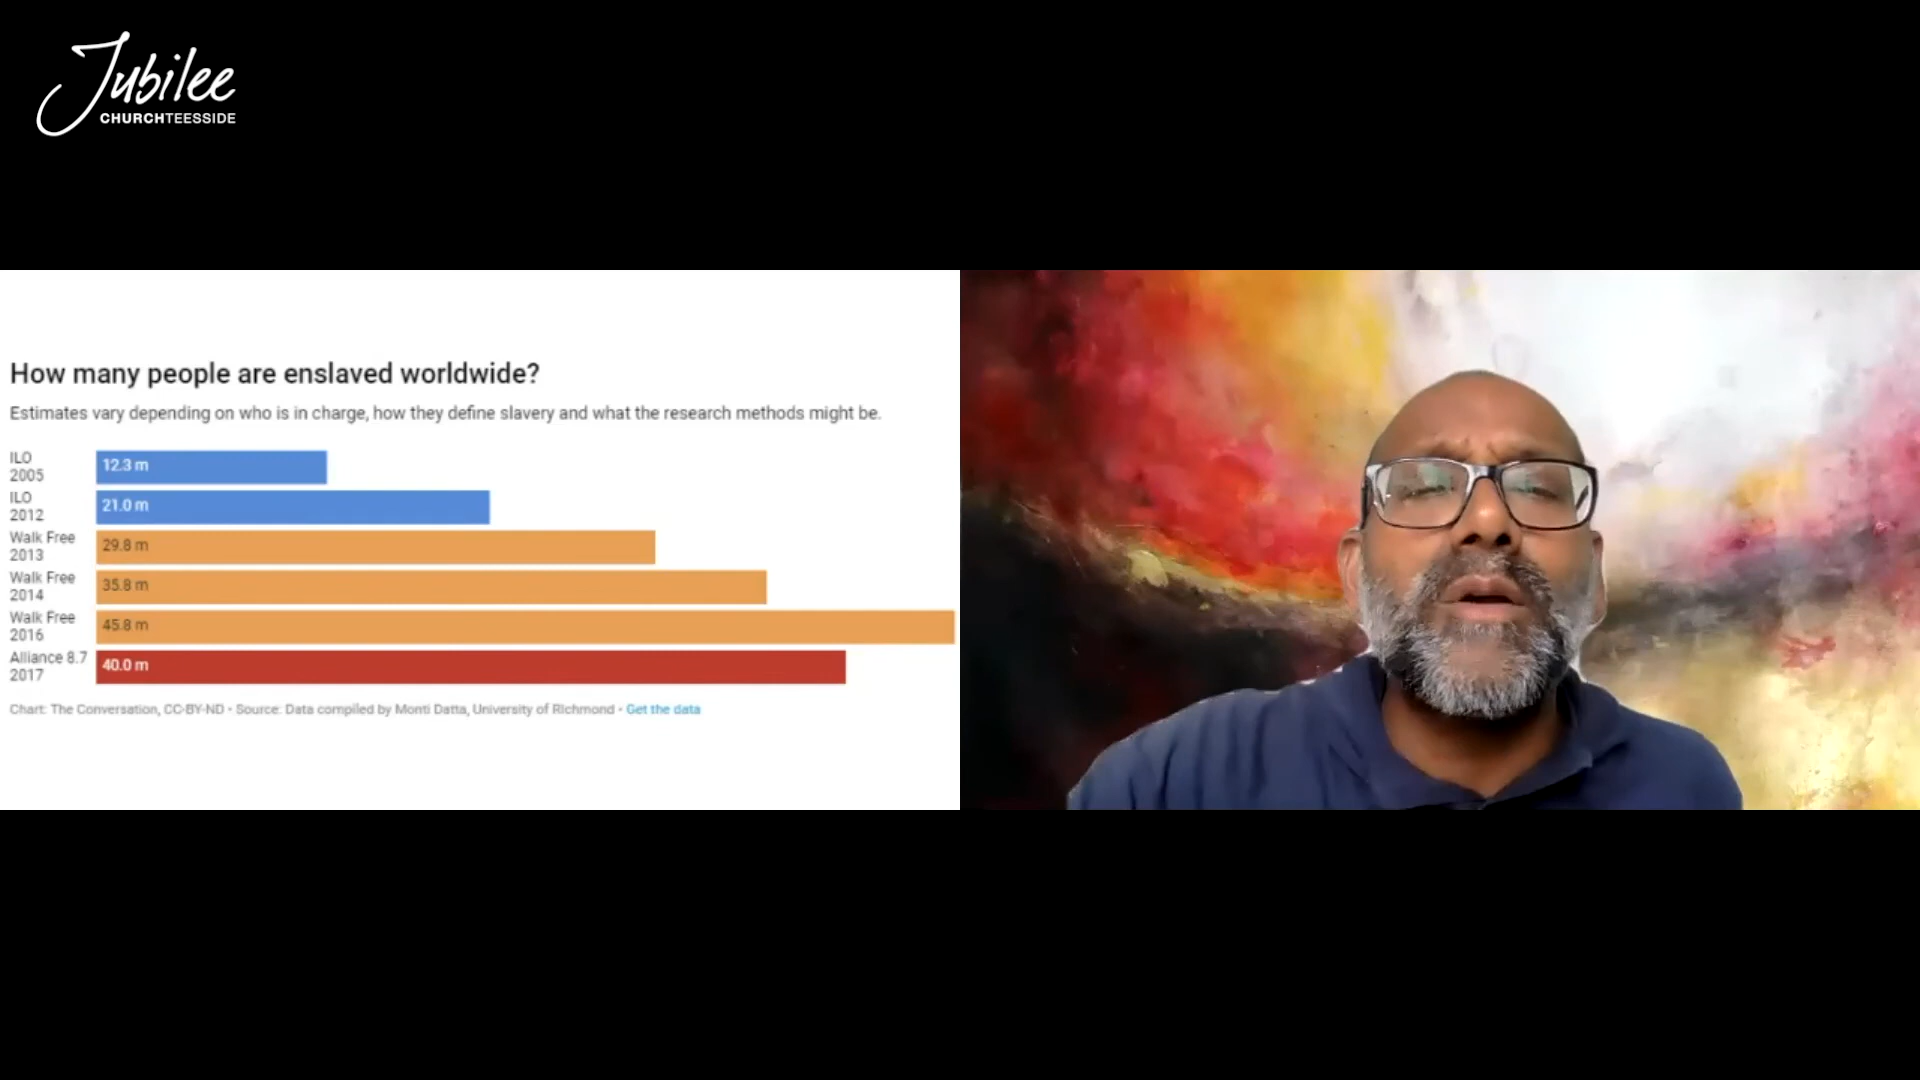 Jubilee
CHURCHTEESSIDE
How many people are enslaved worldwide?
Estimates vary depending on who is in charge, how they define slavery and what the research methods might be.
ILO
2005
12.3 m
ILO
2012
21.0 m
Walk Free
2013
29.8 m
Walk Free
2014
35.8 m
Walk Free
2016
45.8 m
Alliance 8.7
2017
40.0 m
Chart: The Conversation, CC-BY-ND • Source: Data compiled by Monti Datta, University of RIchmond • Get the data